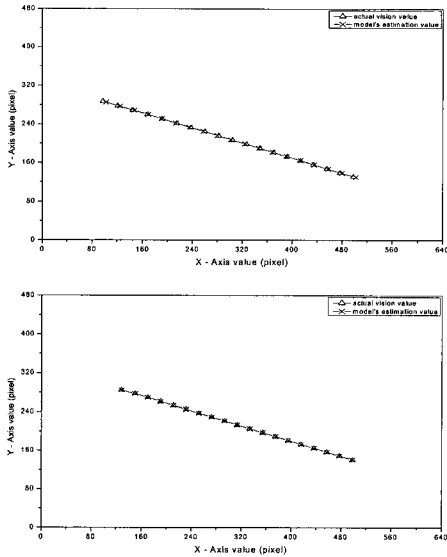 480
400
320
240
160
80
0
Y - Axis value (pixel)
actual vision value
model's estimation value
0 80 160 240 320 400 480 560 640
X - Axis value (pixel)
480
400
320
240
160
80
0
Y - Axis value (pixel)
actual vision value
model's estimation value
0 80 160 240 320 400 480 560 640
X - Axis value (pixel)